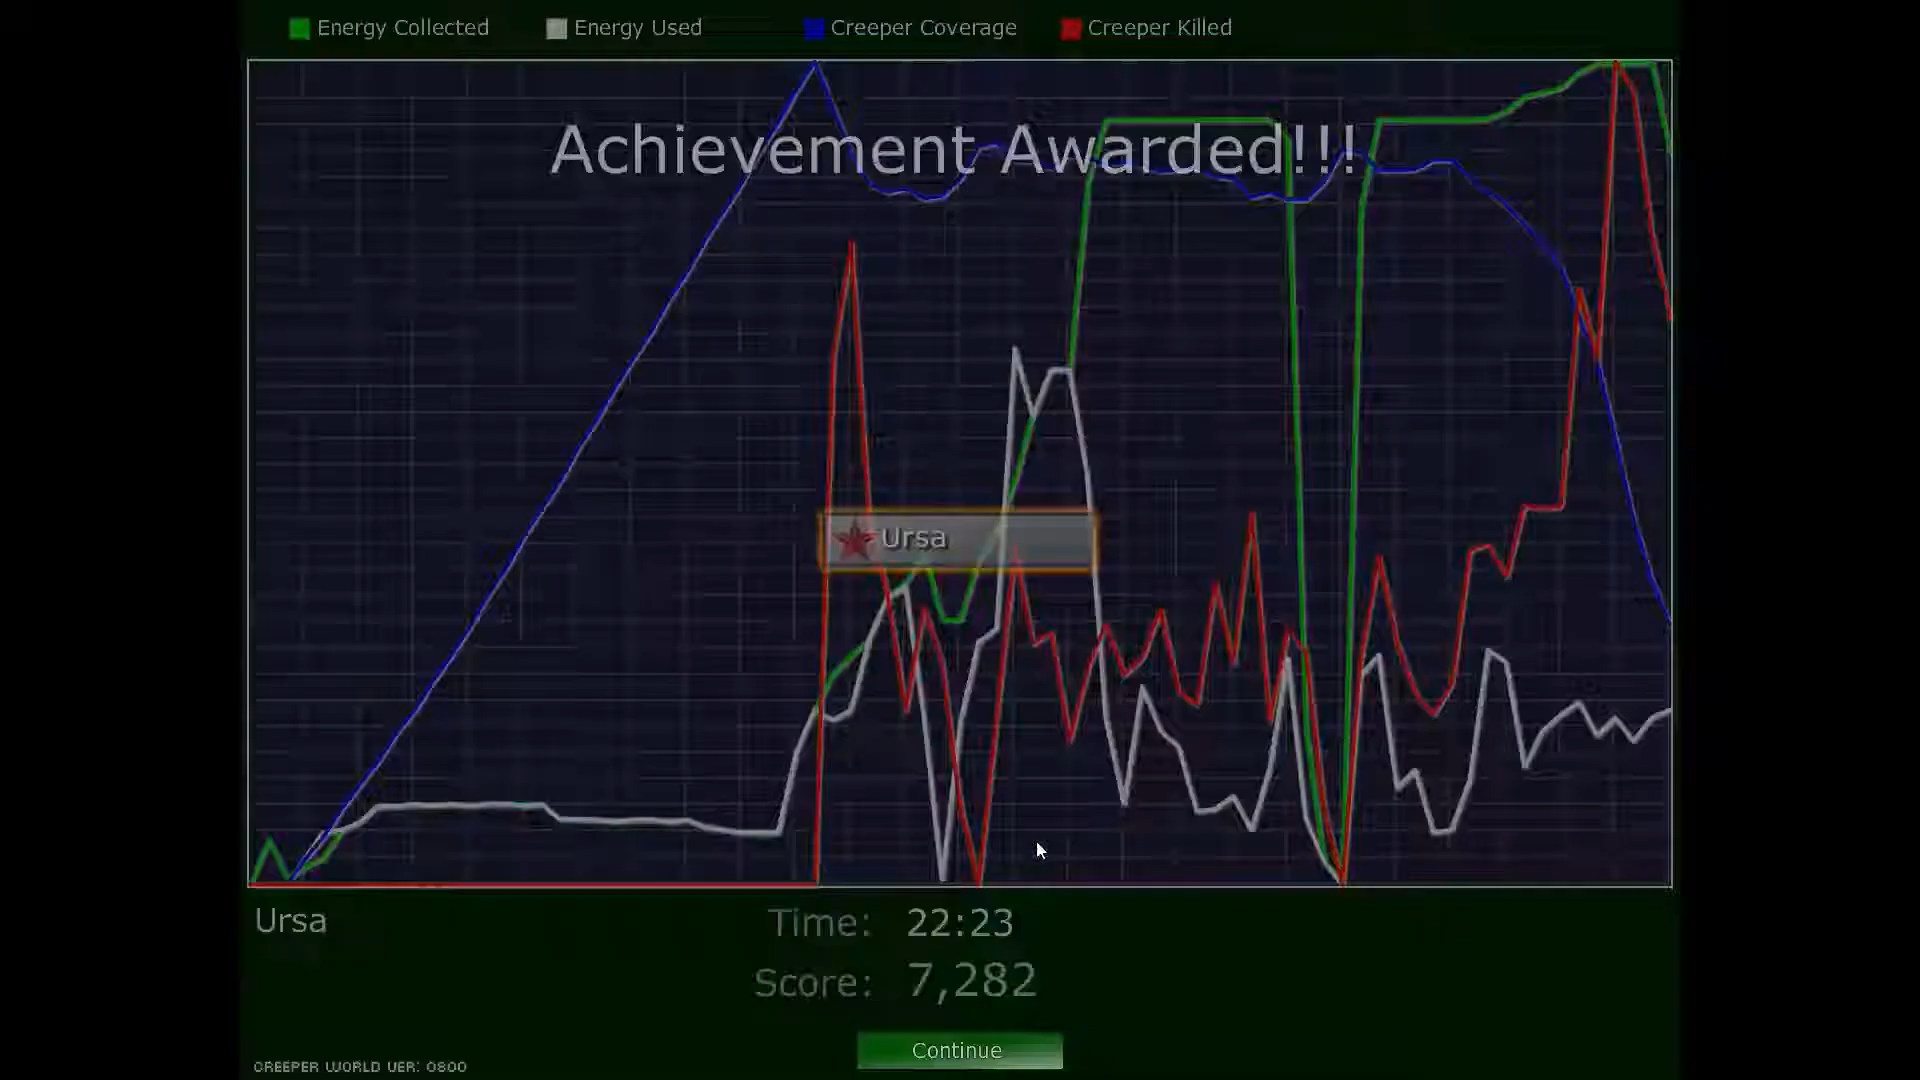 Energy Collected Energy Used Creeper Coverage Creeper Killed
Achievement Awarded!!!
Ursa
Ursa
Time: 22:23
Score: 7,282
Continue
CREEPER WORLD VER: 0800